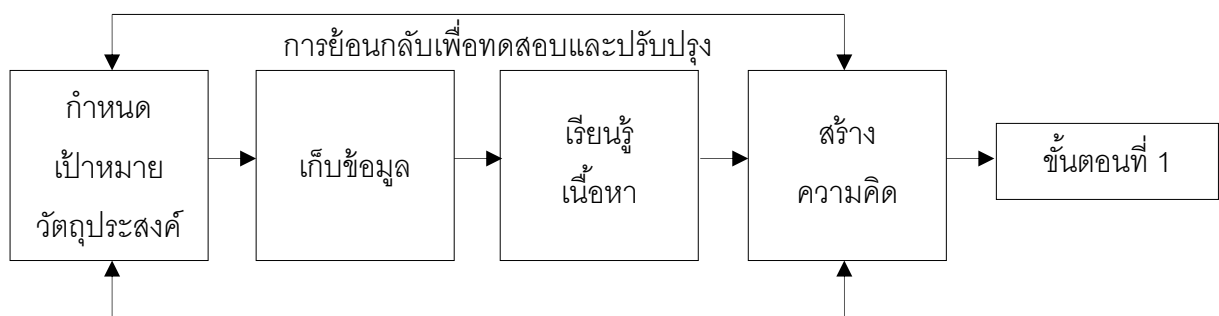 การย้อนกลับเพื่อทดสอบและปรับปรุง
กำหนด
เป้าหมาย
วัตถุประสงค์
เก็บข้อมูล
เรียนรู้
เนื้อหา
สร้าง
ความคิด
ขั้นตอนที่ 1